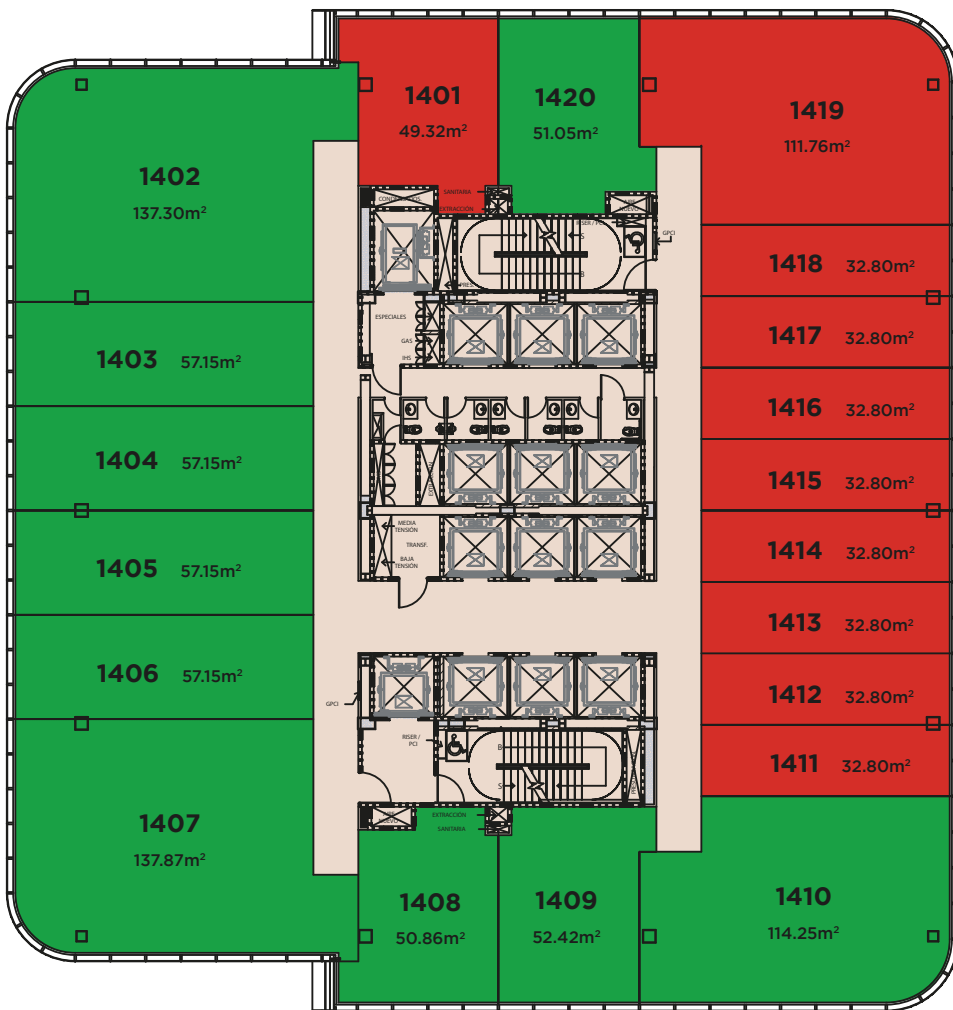 1401
49.32m²
1420
51.05m²
1419
111.76m²
1402
137.30m²
SANITARIA
EXTRACCIÓN
RISER / PCI
GPCI
S
B
PRES.
1418 32.80m²
1403 57.15m²
ESPECIALES
GAS
IHS
1417 32.80m²
1416 32.80m²
1404 57.15m²
EXTRACCIÓN
1415 32.80m²
MEDIA
TENSIÓN
TRANSF.
BAJA
TENSIÓN
1405 57.15m²
1414 32.80m²
1413 32.80m²
1406 57.15m²
1412 32.80m²
GPCI
RISER /
PCI
B
S
1411 32.80m²
1407
137.87m²
EXTRACCIÓN
SANITARIA
1408
50.86m²
1409
52.42m²
1410
114.25m²